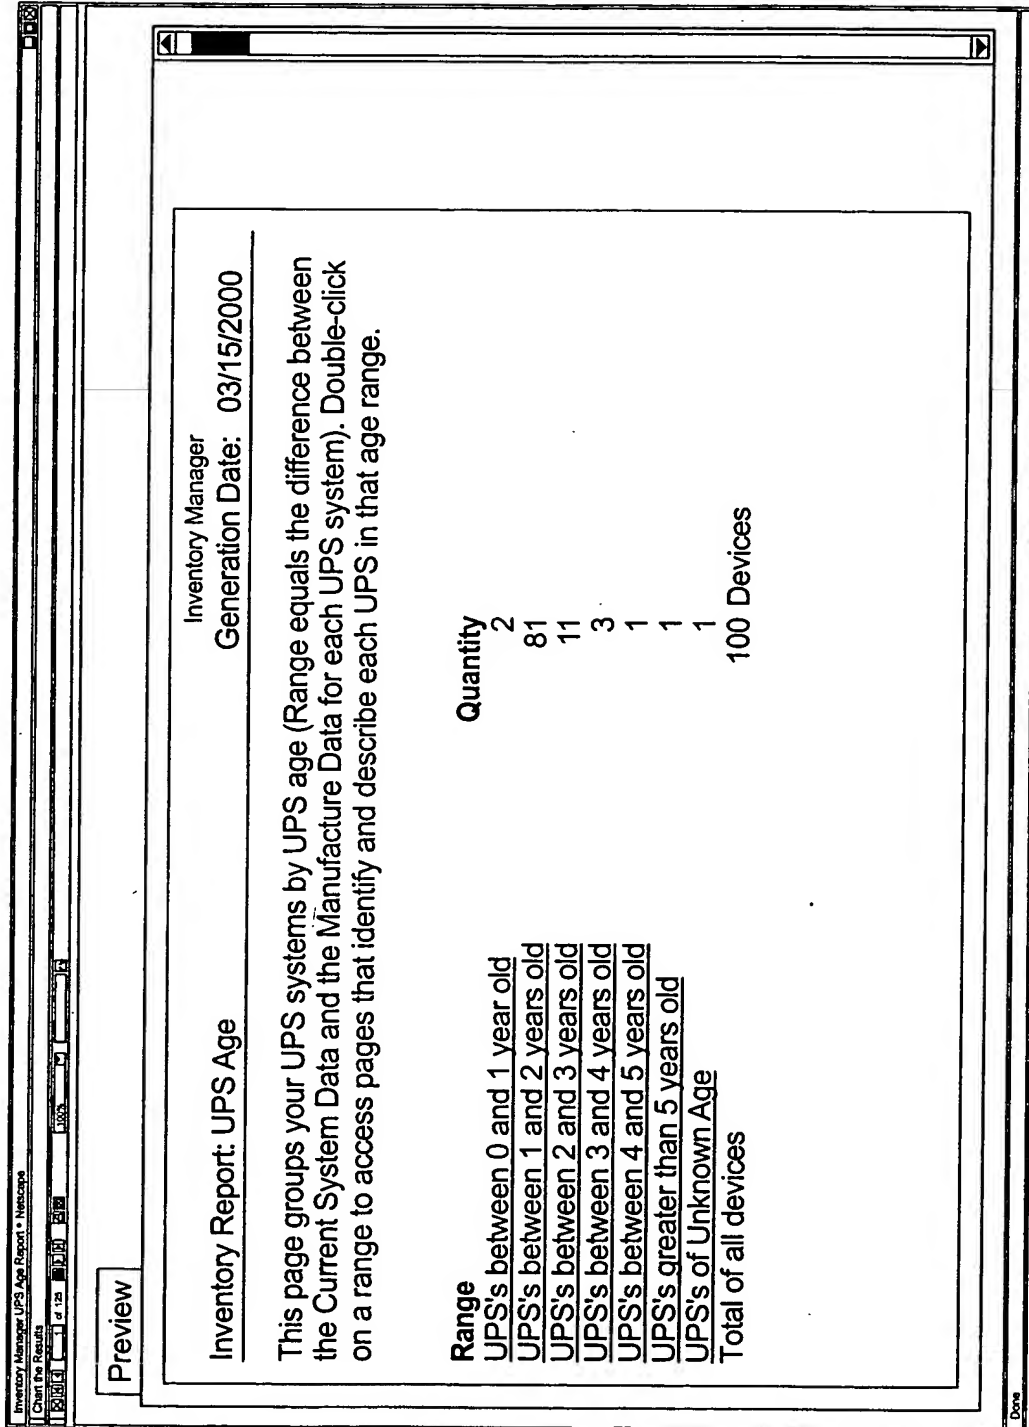 Inventory Manager UPS Age Report * Netscape
Chart the Results
1 of 125 100%
Preview
Inventory Manager
Inventory Report: UPS Age Generation Date: 03/15/2000
This page groups your UPS systems by UPS age (Range equals the difference between
the Current System Data and the Manufacture Data for each UPS system). Double-click
on a range to access pages that identify and describe each UPS in that age range.
Range Quantity
UPS's between 0 and 1 year old 2
UPS's between 1 and 2 years old 81
UPS's between 2 and 3 years old 11
UPS's between 3 and 4 years old 3
UPS's between 4 and 5 years old 1
UPS's greater than 5 years old 1
UPS's of Unknown Age 1
Total of all devices 100 Devices
Done